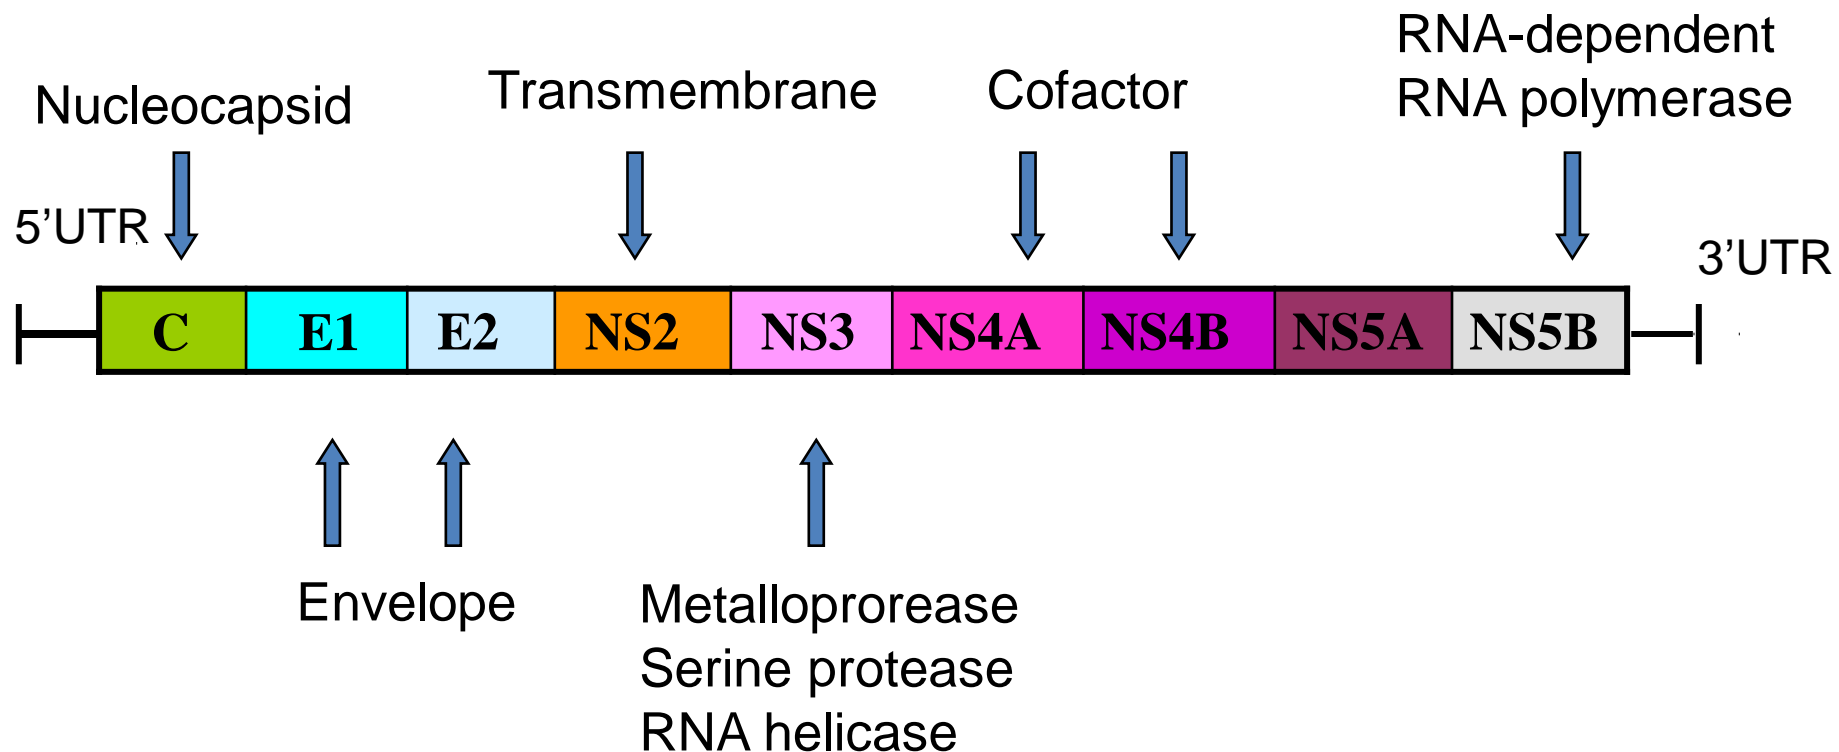 RNA-dependent
RNA polymerase
Nucleocapsid
Transmembrane
Cofactor
5’UTR
3’UTR
C E1 E2 NS2 NS3 NS4A NS4B NS5A NS5B
Envelope
Metalloprorease
Serine protease
RNA helicase